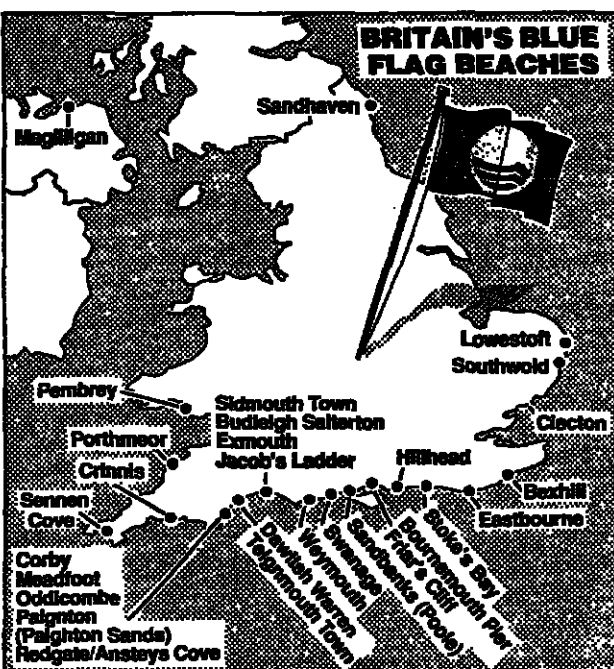 BRITAIN'S BLUE
FLAG BEACHES
Sandhaven
Magilligan
Lowestoft
Southwold
Pembrey
Sidmouth Town
Budleigh Salterton
Exmouth
Jacob's Ladder
Clacton
Porthmeor
Crinnis
Hillhead
Sennen
Cove
Bexhill
Eastbourne
Corby
Meadfoot
Oddicombe
Paignton
(Paighton Sands)
Redgate/Ansteys Cove
Dawlish Warren
Teignmouth Town
Weymouth
Swanage
Sandbanks (Poole)
Friar's Cliff
Bournemouth Pier
Stoke's Bay